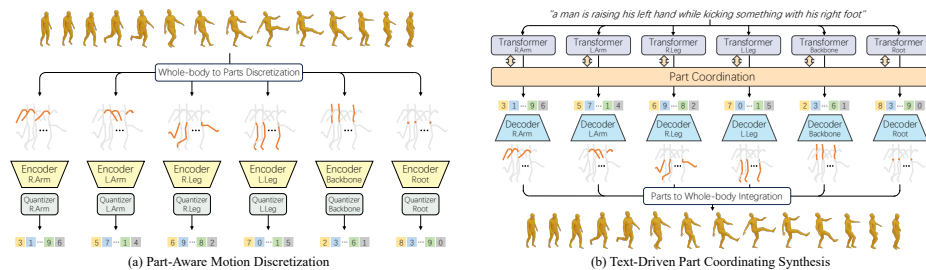 Whole-body to Parts Discretization
...
...
...
...
...
Encoder
R.Arm
Encoder
L.Arm
Encoder
R.Leg
Encoder
L.Leg
Encoder
Backbone
Encoder
Root
Quantizer
R.Arm
Quantizer
L.Arm
Quantizer
R.Leg
Quantizer
L.Leg
Quantizer
Backbone
Quantizer
Root
3 1 ··· 9 6
5 7 ··· 1 4
6 9 ··· 8 2
7 0 ··· 1 5
2 3 ··· 6 1
8 3 ··· 9 0
(a) Part-Aware Motion Discretization
"a man is raising his left hand while kicking something with his right foot"
Transformer
R.Arm
Transformer
L.Arm
Transformer
R.Leg
Transformer
L.Leg
Transformer
Backbone
Transformer
Root
Part Coordination
3 1 ··· 9 6
5 7 ··· 1 4
6 9 ··· 8 2
7 0 ··· 1 5
2 3 ··· 6 1
8 3 ··· 9 0
Decoder
R.Arm
Decoder
L.Arm
Decoder
R.Leg
Decoder
L.Leg
Decoder
Backbone
Decoder
Root
...
...
...
...
...
Parts to Whole-body Integration
(b) Text-Driven Part Coordinating Synthesis